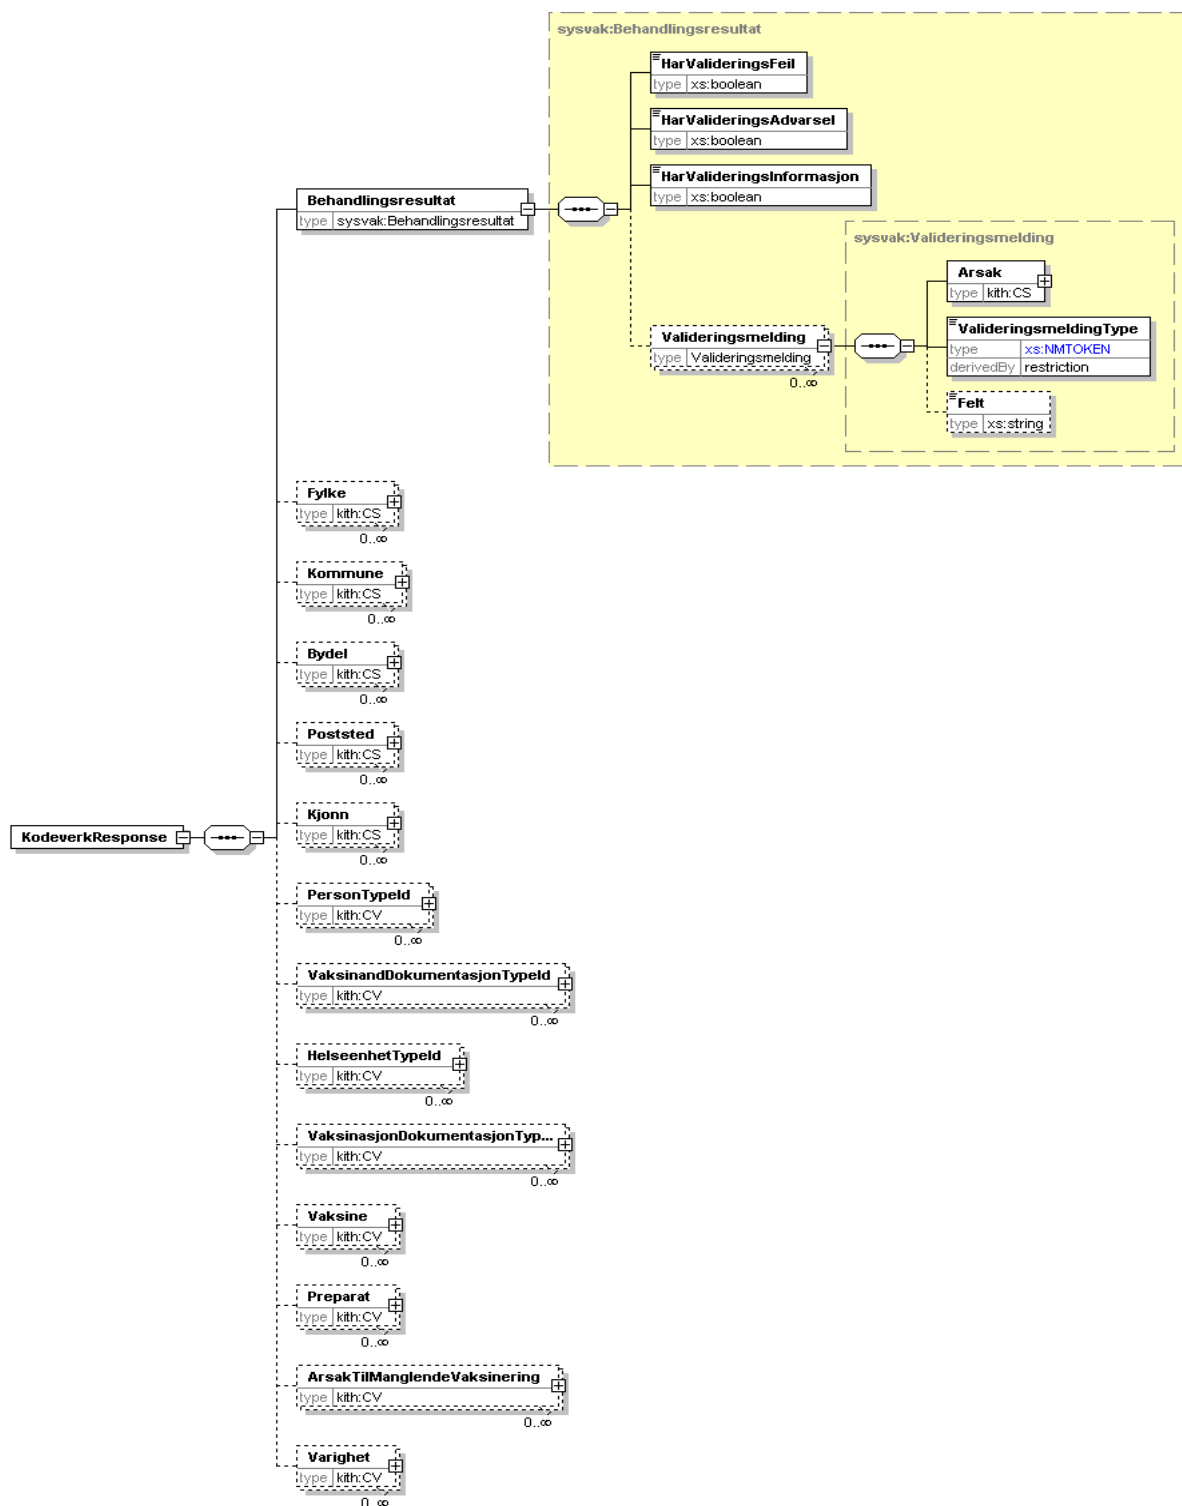 sysvak:Behandlingsresultat
HarValideringsFeil
type xs:boolean
HarValideringsAdvarsel
type xs:boolean
HarValideringsInformasjon
type xs:boolean
Behandlingsresultat
type sysvak:Behandlingsresultat
sysvak:Valideringsmelding
Arsak
type kith:CS
ValideringsmeldingType
type xs:NMTOKEN
derivedBy restriction
Valideringsmelding
type Valideringsmelding
0..∞
Felt
type xs:string
Fylke
type kith:CS
0..∞
Kommune
type kith:CS
0..∞
Bydel
type kith:CS
0..∞
Poststed
type kith:CS
0..∞
Kjonn
type kith:CS
0..∞
KodeverkResponse
PersonTypeId
type kith:CV
0..∞
VaksinandDokumentasjonTypeId
type kith:CV
0..∞
HelseenhetTypeId
type kith:CV
0..∞
VaksinasjonDokumentasjonTyp...
type kith:CV
0..∞
Vaksine
type kith:CV
0..∞
Preparat
type kith:CV
0..∞
ArsakTilManglendeVaksinering
type kith:CV
0..∞
Varighet
type kith:CV
0..∞